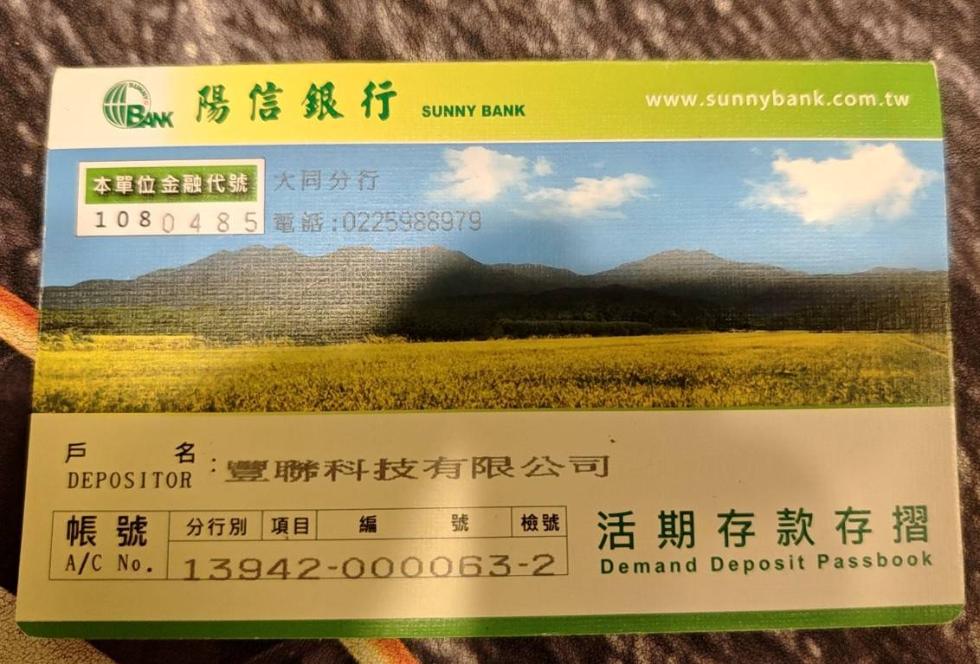 BANK 陽信銀行 SUNNY BANK www.sunnybank.com.tw
本單位金融代號 大同分行
1080485 電話:0225988979
戶名:豐聯科技有限公司
DEPOSITOR
帳號 分行別 項目 編號 檢號 活期存款存摺
A/C No. 13942-000063-2 Demand Deposit Passbook